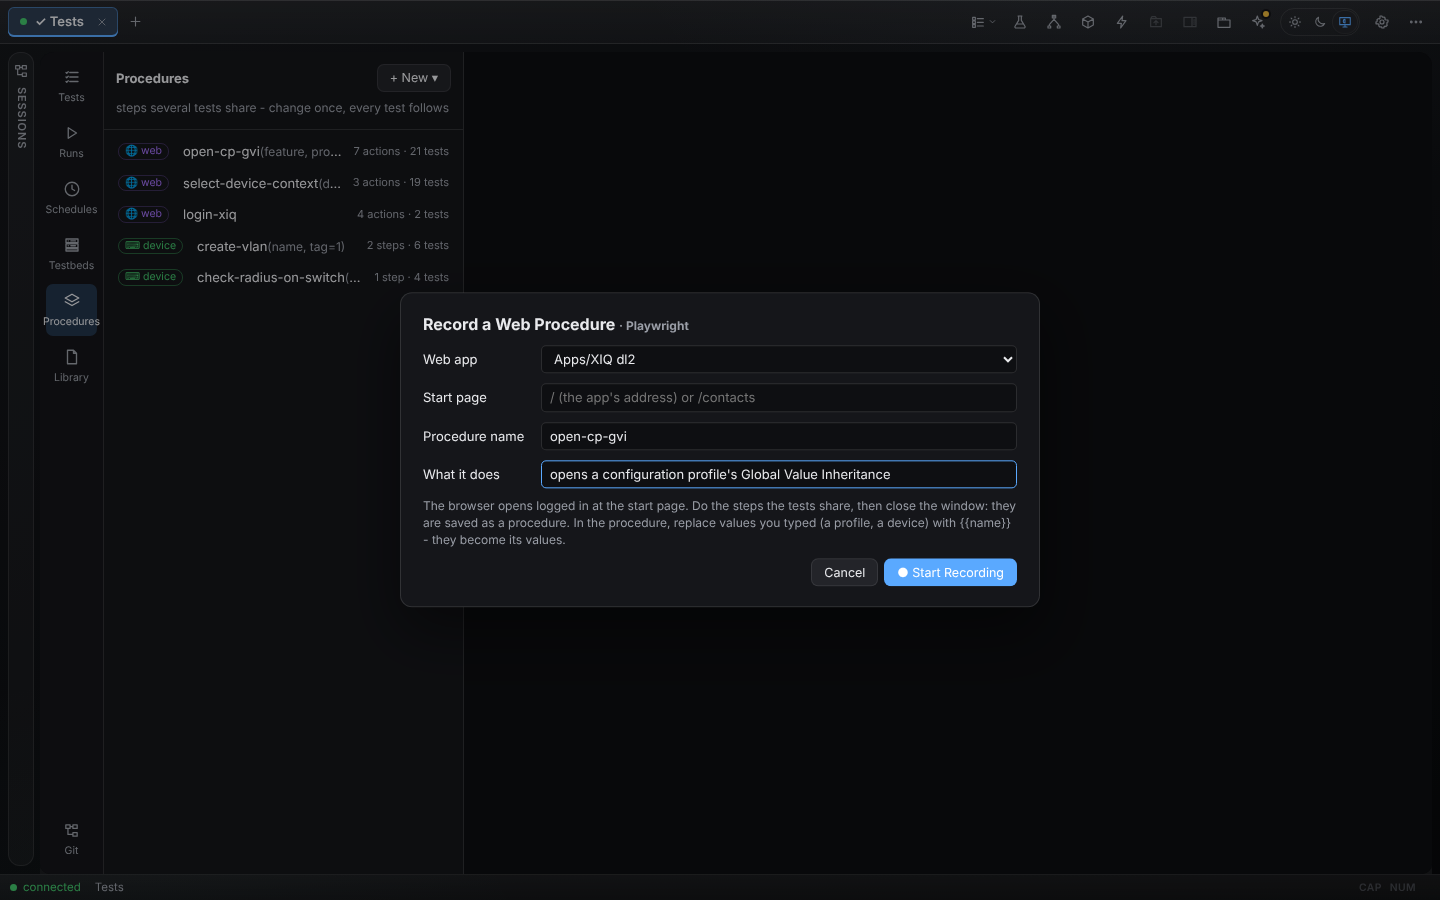 Tests
SESSIONS
Tests
Runs
Schedules
Testbeds
Procedures
Library
Git
Procedures
+ New ▾
steps several tests share - change once, every test follows
web open-cp-gvi(feature, pro... 7 actions · 21 tests
web select-device-context(d... 3 actions · 19 tests
web login-xiq 4 actions · 2 tests
device create-vlan(name, tag=1) 2 steps · 6 tests
device check-radius-on-switch(... 1 step · 4 tests
Record a Web Procedure · Playwright
Web app Apps/XIQ dl2
Start page / (the app's address) or /contacts
Procedure name open-cp-gvi
What it does opens a configuration profile's Global Value Inheritance
The browser opens logged in at the start page. Do the steps the tests share, then close the window: they
are saved as a procedure. In the procedure, replace values you typed (a profile, a device) with {{name}}
- they become its values.
Cancel Start Recording
connected Tests CAP NUM